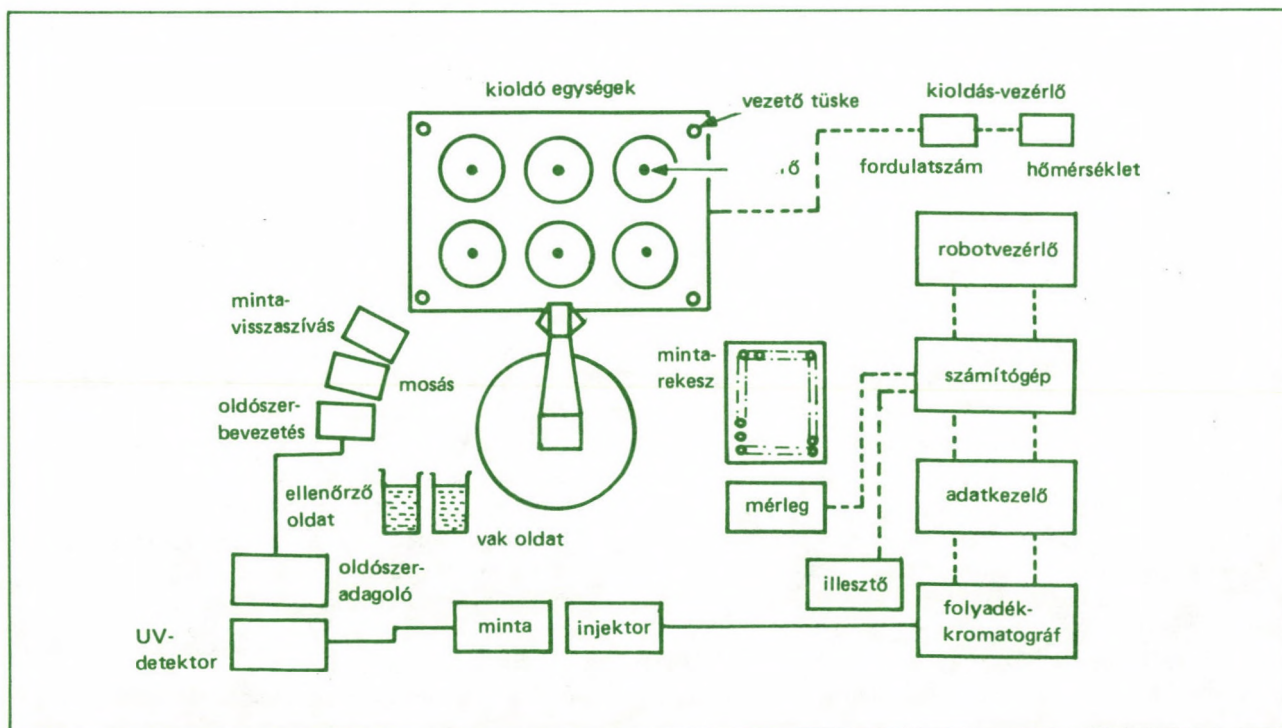 kioldó egységek
vezető tüske
kioldás-vezérlő
fordulatszám
hőmérséklet
robotvezérlő
minta-
visszaszívás
mosás
oldószer-
bevezetés
minta-
rekesz
számítógép
ellenőrző
oldat
vak oldat
mérleg
adatkezelő
oldószer-
adagoló
illesztő
UV-
detektor
minta
injektor
folyadék-
kromatográf